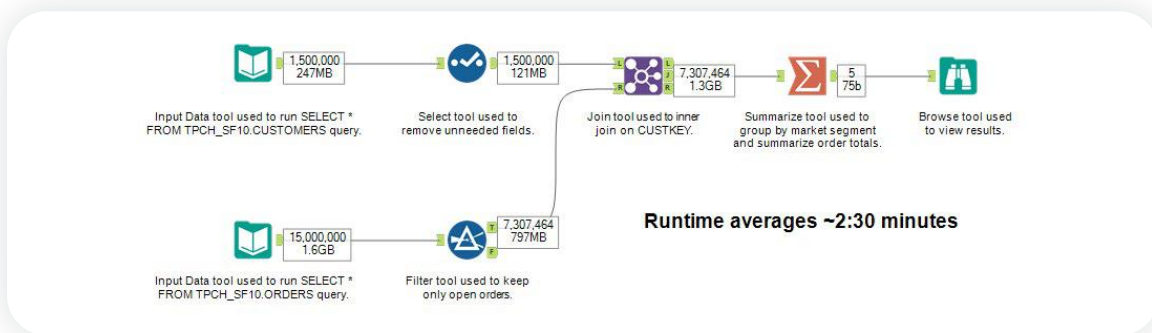 1,500,000
247MB
1,500,000
121MB
L
R
L
J
R
7,307,464
1.3GB
5
75b
Input Data tool used to run SELECT *
FROM TPCH_SF10.CUSTOMERS query.
Select tool used to
remove unneeded fields.
Join tool used to inner
join on CUSTKEY.
Summarize tool used to
group by market segment
and summarize order totals.
Browse tool used
to view results.
Runtime averages ~2:30 minutes
15,000,000
1.6GB
T
F
7,307,464
797MB
Input Data tool used to run SELECT *
FROM TPCH_SF10.ORDERS query.
Filter tool used to keep
only open orders.